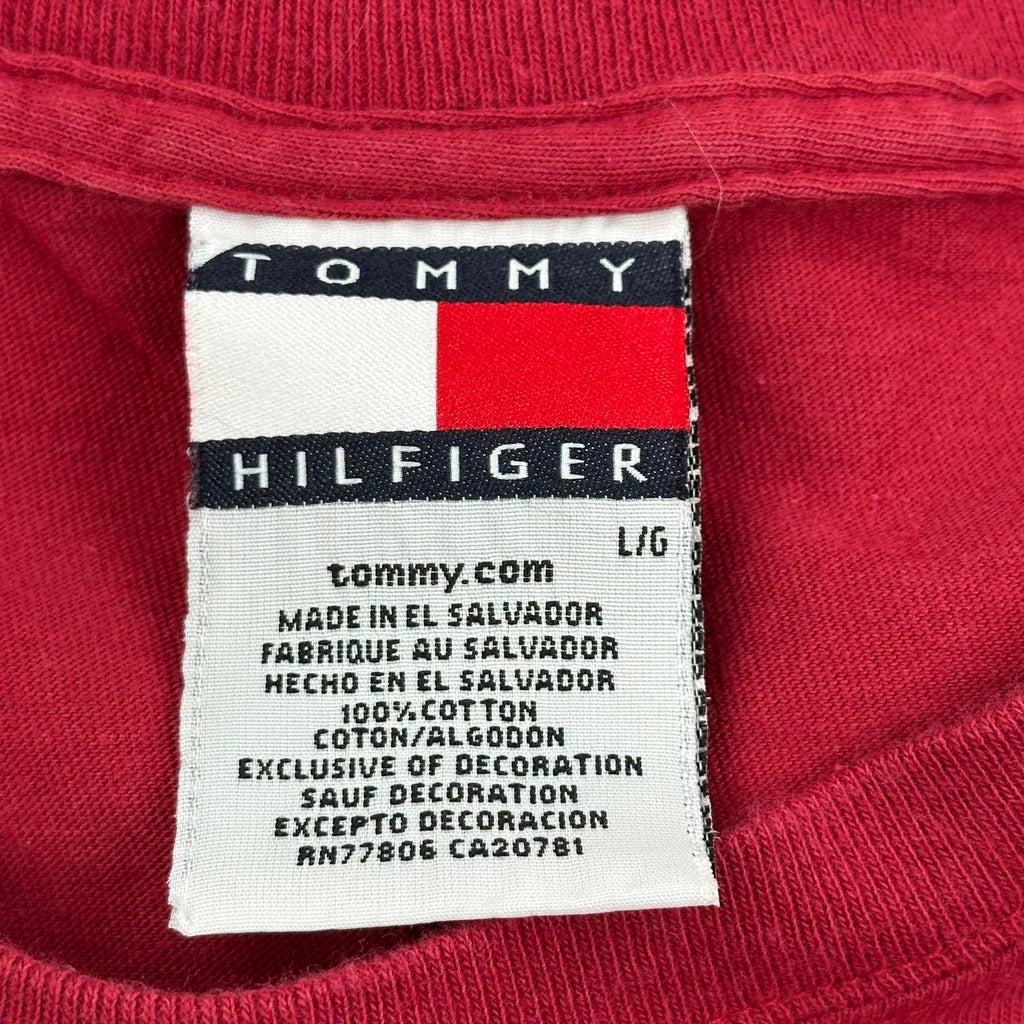 TOMMY
HILFIGER
L/G
tommy.com
MADE IN EL SALVADOR
FABRIQUE AU SALVADOR
HECHO EN EL SALVADOR
100% COTTON
COTON/ALGODON
EXCLUSIVE OF DECORATION
SAUF DECORATION
EXCEPTO DECORACION
RN77806 CA20781